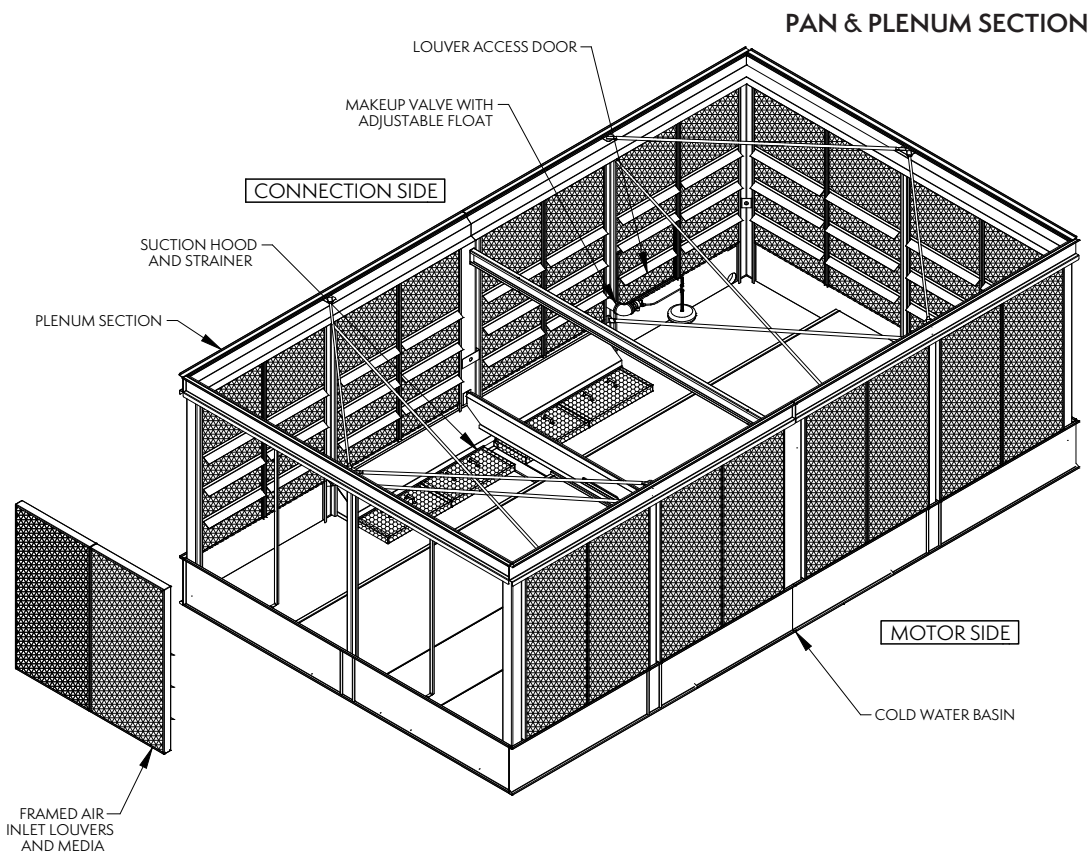 PAN & PLENUM SECTION
LOUVER ACCESS DOOR
MAKEUP VALVE WITH
ADJUSTABLE FLOAT
CONNECTION SIDE
SUCTION HOOD
AND STRAINER
PLENUM SECTION
MOTOR SIDE
COLD WATER BASIN
FRAMED AIR
INLET LOUVERS
AND MEDIA